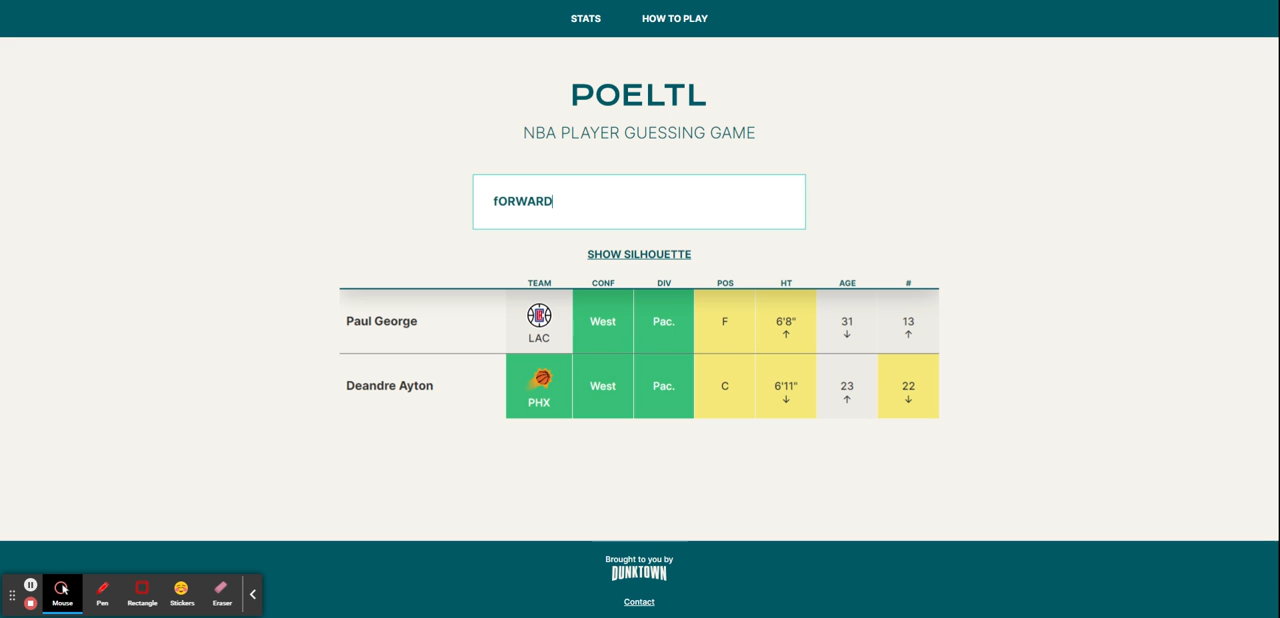 STATS HOW TO PLAY
POELTL
NBA PLAYER GUESSING GAME
fORWARD
SHOW SILHOUETTE
TEAM CONF DIV POS HT AGE #
Paul George LAC West Pac. F 6'8" ↑ 31 ↓ 13 ↑
Deandre Ayton PHX West Pac. C 6'11" ↓ 23 ↑ 22 ↓
Brought to you by
DUNKTOWN
Contact
Mouse Pen Rectangle Stickers Eraser